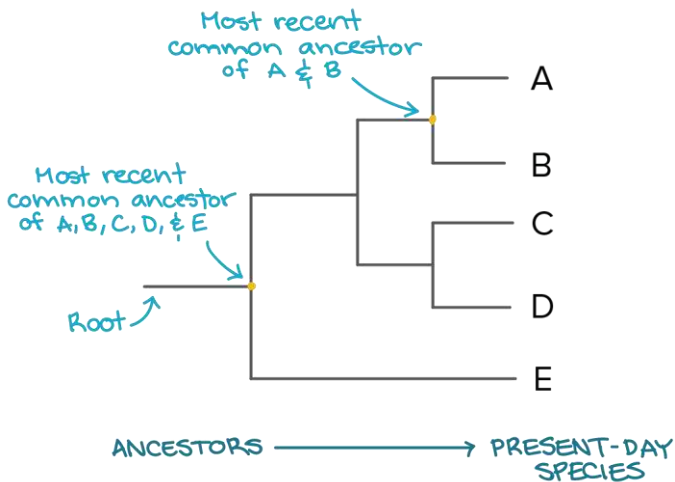 Most recent
common ancestor
of A & B
A
B
Most recent
common ancestor
of A, B, C, D, & E
C
Root
D
E
ANCESTORS
PRESENT-DAY
SPECIES